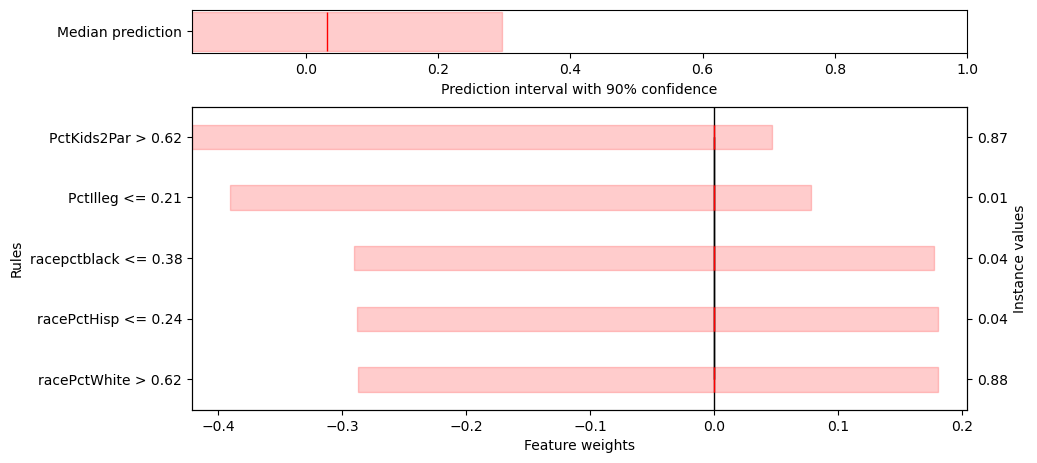 Median prediction
0.0 0.2 0.4 0.6 0.8 1.0
Prediction interval with 90% confidence
PctKids2Par > 0.62 0.87
PctIlleg <= 0.21 0.01
racepctblack <= 0.38 0.04
racePctHisp <= 0.24 0.04
racePctWhite > 0.62 0.88
Rules
Instance values
−0.4 −0.3 −0.2 −0.1 0.0 0.1 0.2
Feature weights